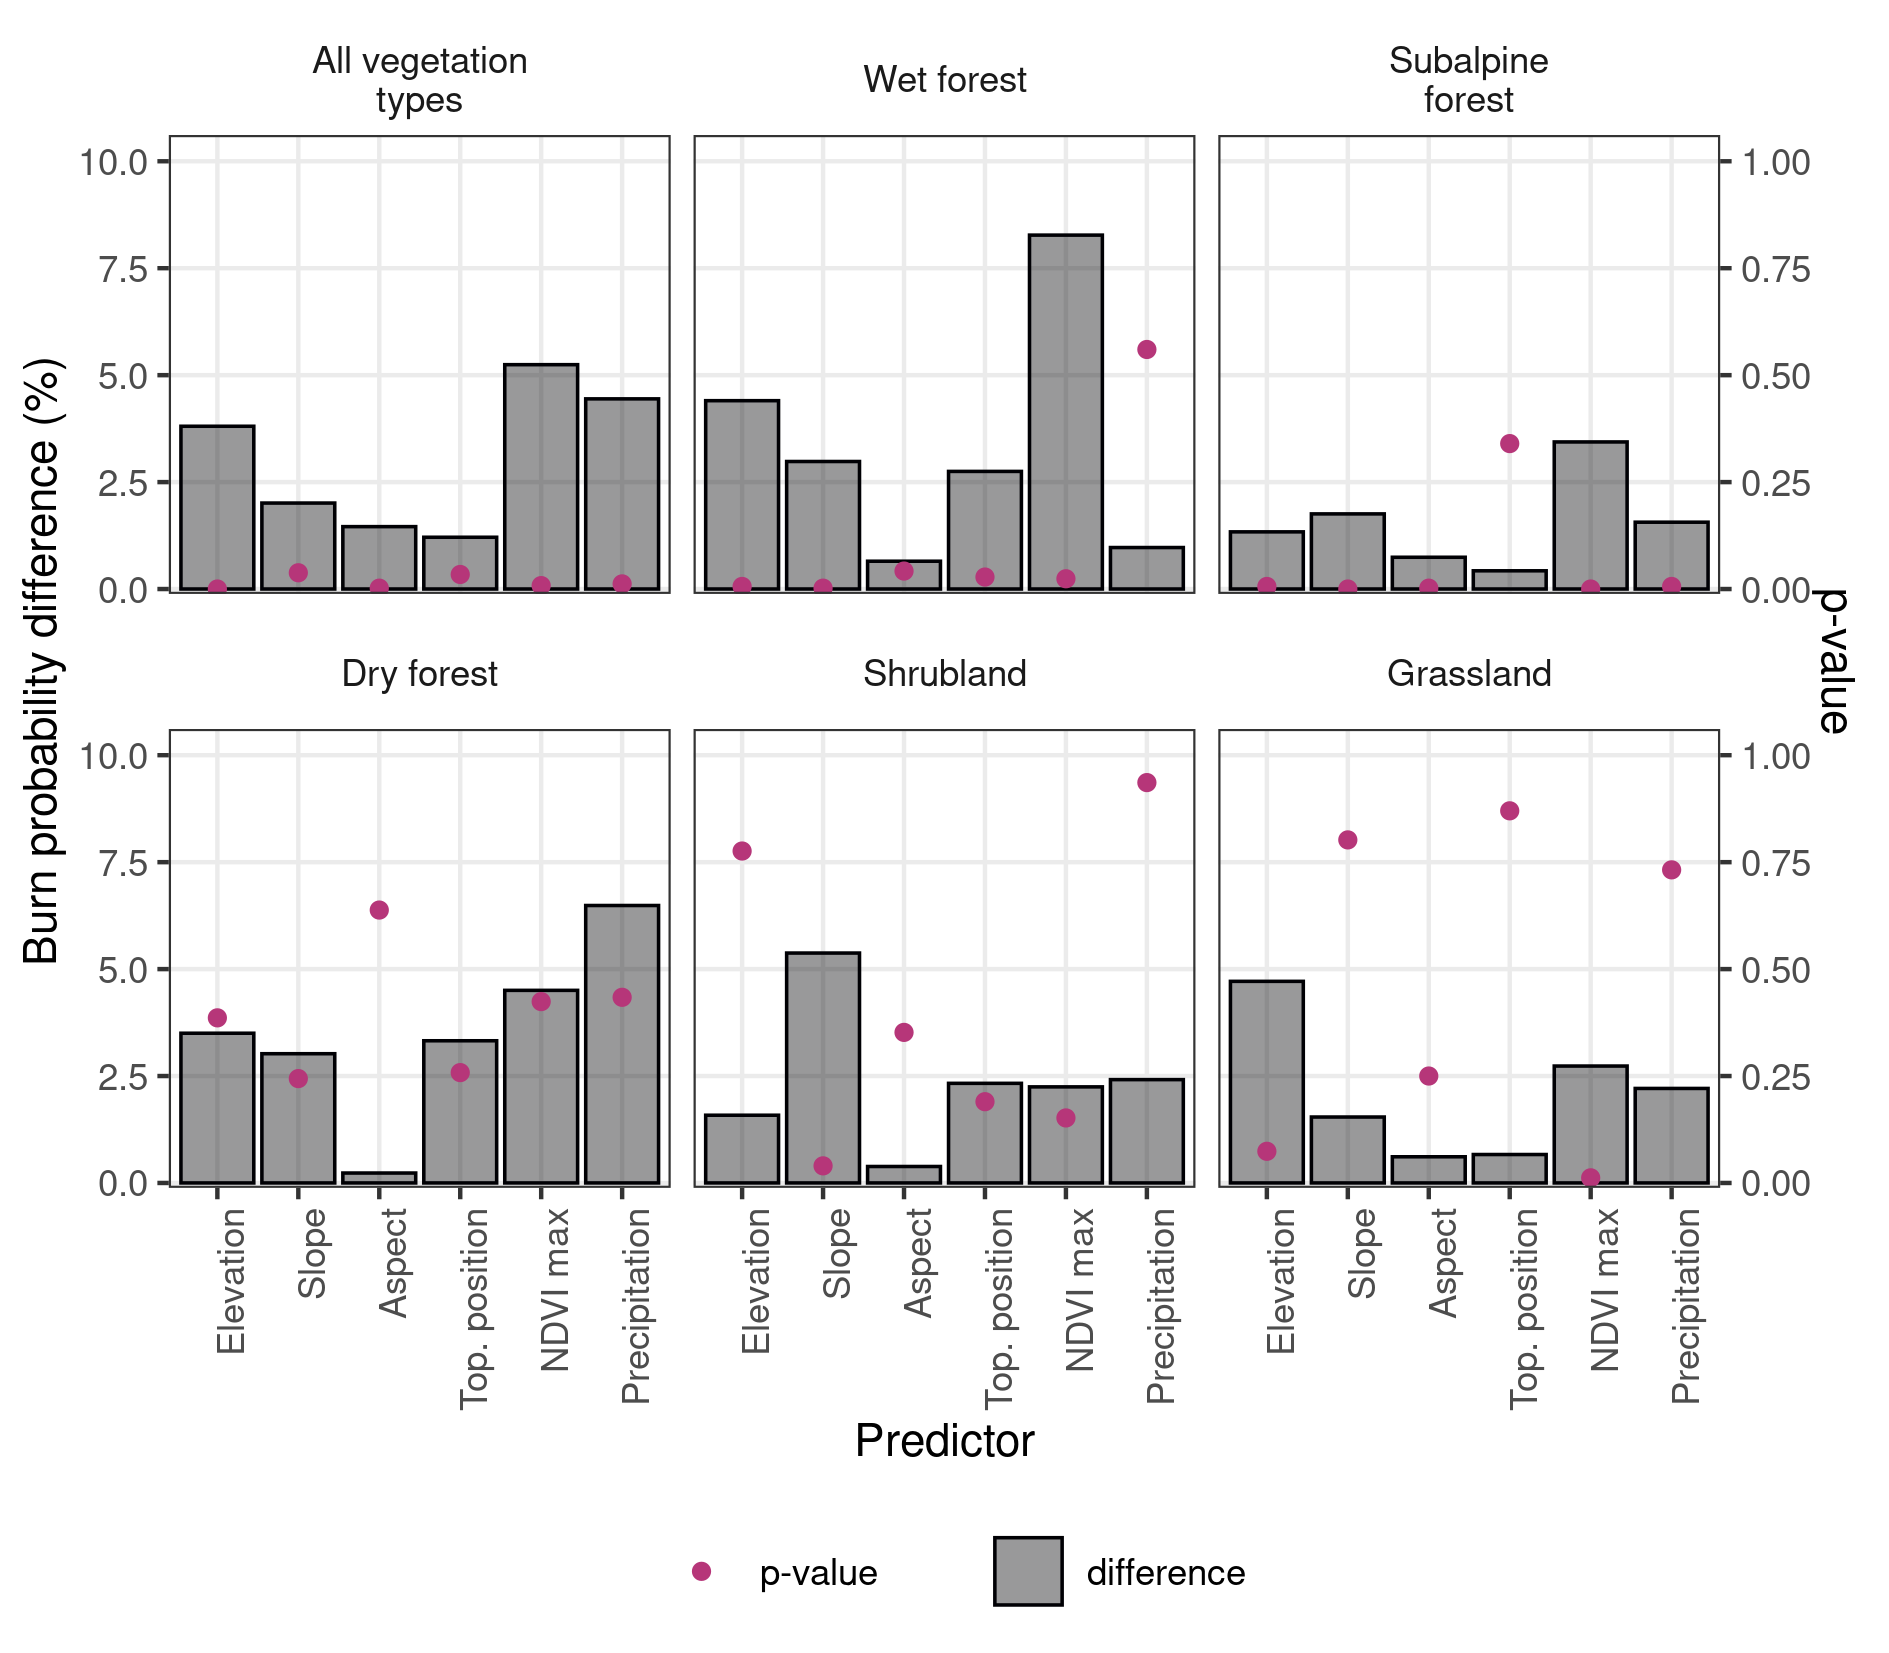 All vegetation
types
Wet forest
Subalpine
forest
10.0
7.5
5.0
2.5
0.0
1.00
0.75
0.50
0.25
0.00
Burn probability difference (%)
p-value
Dry forest
Shrubland
Grassland
10.0
7.5
5.0
2.5
0.0
1.00
0.75
0.50
0.25
0.00
Elevation
Slope
Aspect
Top. position
NDVI max
Precipitation
Elevation
Slope
Aspect
Top. position
NDVI max
Precipitation
Elevation
Slope
Aspect
Top. position
NDVI max
Precipitation
Predictor
p-value
difference